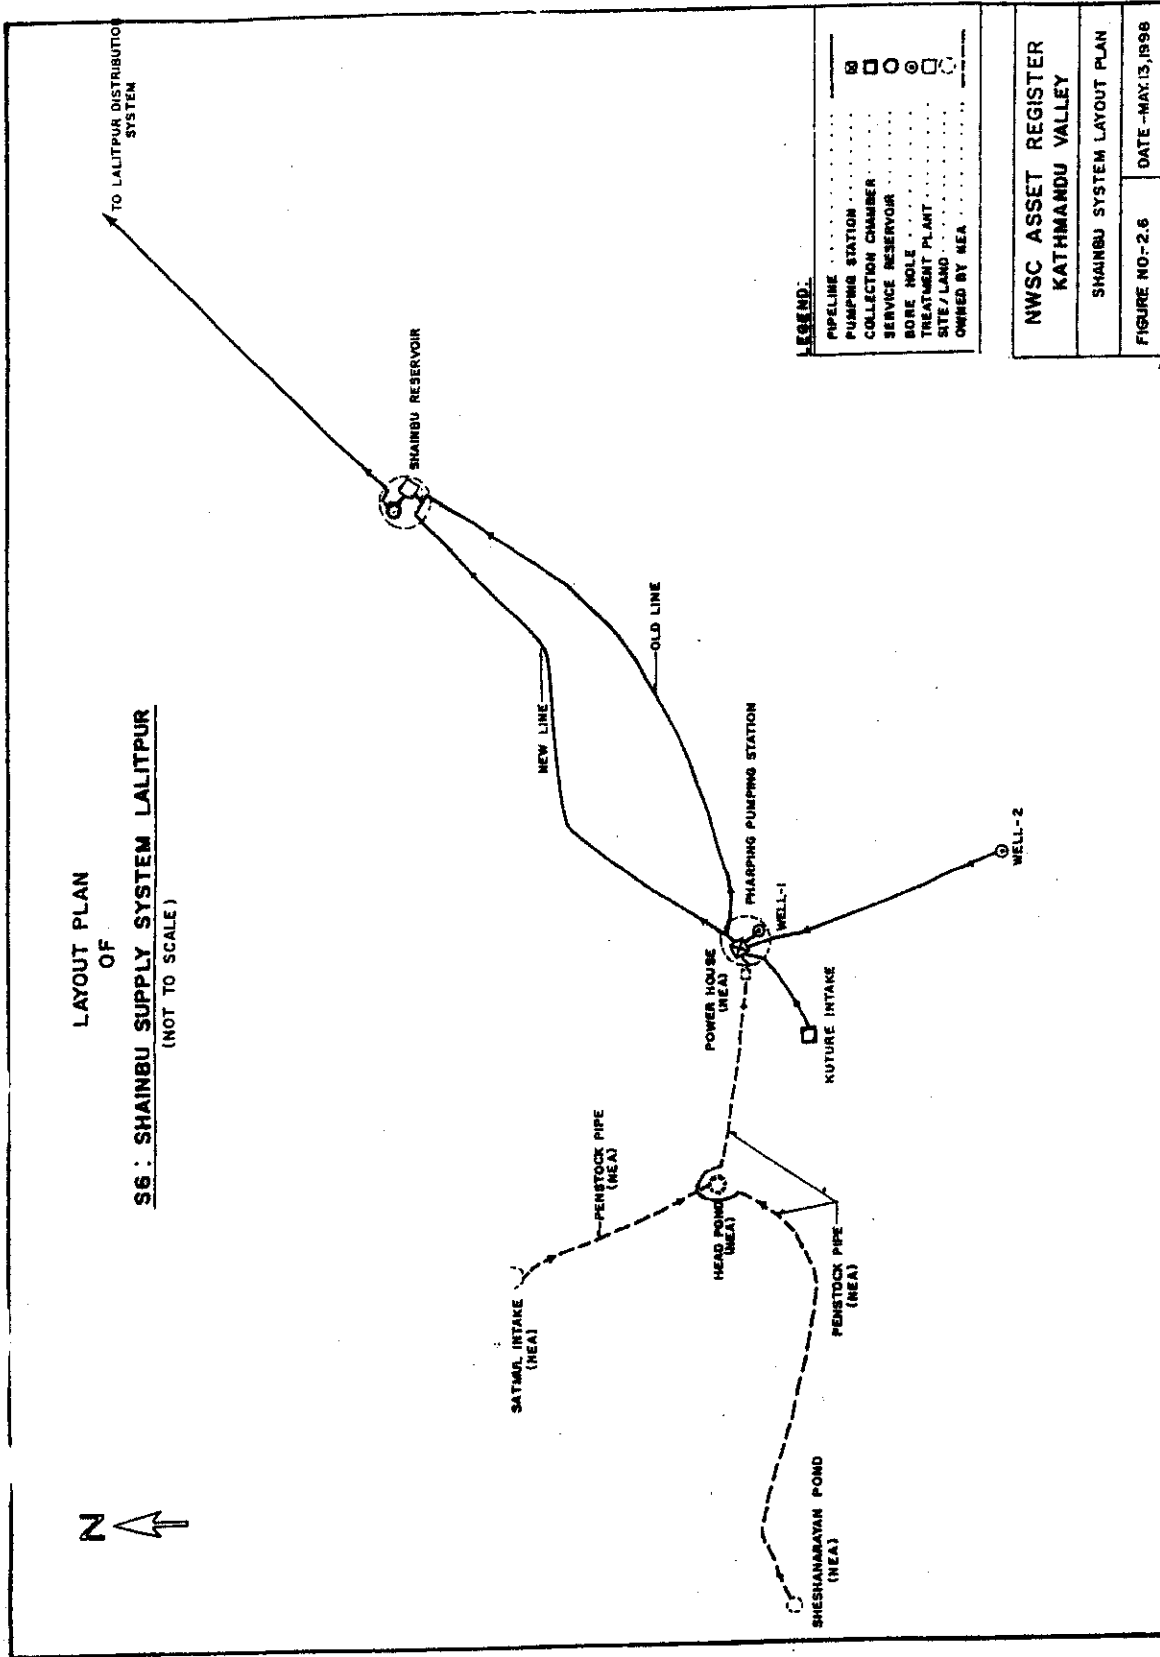 LAYOUT PLAN
OF
S6 : SHAINBU SUPPLY SYSTEM LALITPUR
(NOT TO SCALE)
N
TO LALITPUR DISTRIBUTION
SYSTEM
SHAINBU RESERVOIR
NEW LINE
OLD LINE
SATMUL INTAKE
(NEA)
PENSTOCK PIPE
(NEA)
HEAD POND
(NEA)
POWER HOUSE
(NEA)
PHARPING PUMPING STATION
WELL-1
KUTURE INTAKE
WELL-2
PENSTOCK PIPE
(NEA)
SHESHANARAYAN POND
(NEA)
LEGEND:
PIPELINE
PUMPING STATION
COLLECTION CHAMBER
SERVICE RESERVOIR
BORE HOLE
TREATMENT PLANT
SITE / LAND
OWNED BY NEA
NWSC ASSET REGISTER
KATHMANDU VALLEY
SHAINBU SYSTEM LAYOUT PLAN
FIGURE NO:-2.6
DATE -MAY.13,1998